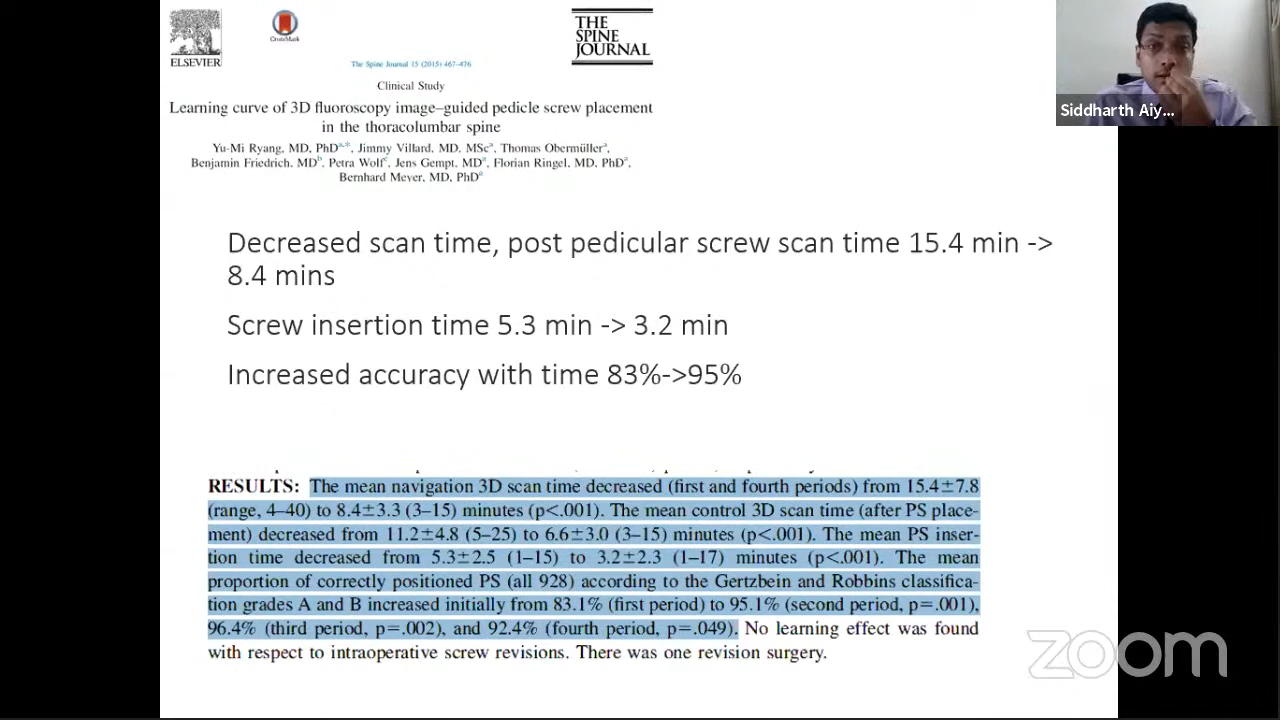 ELSEVIER
CrossMark
THE
SPINE
JOURNAL
The Spine Journal 15 (2015) 467–476
Clinical Study
Learning curve of 3D fluoroscopy image–guided pedicle screw placement
in the thoracolumbar spine
Yu-Mi Ryang, MD, PhDa,*, Jimmy Villard, MD, MSca, Thomas Obermüllera,
Benjamin Friedrich, MDb, Petra Wolfc, Jens Gempt, MDa, Florian Ringel, MD, PhDa,
Bernhard Meyer, MD, PhDa
Siddharth Aiy...
Decreased scan time, post pedicular screw scan time 15.4 min ->
8.4 mins
Screw insertion time 5.3 min -> 3.2 min
Increased accuracy with time 83%->95%
RESULTS: The mean navigation 3D scan time decreased (first and fourth periods) from 15.4±7.8
(range, 4–40) to 8.4±3.3 (3–15) minutes (p<.001). The mean control 3D scan time (after PS place-
ment) decreased from 11.2±4.8 (5–25) to 6.6±3.0 (3–15) minutes (p<.001). The mean PS inser-
tion time decreased from 5.3±2.5 (1–15) to 3.2±2.3 (1–17) minutes (p<.001). The mean
proportion of correctly positioned PS (all 928) according to the Gertzbein and Robbins classifica-
tion grades A and B increased initially from 83.1% (first period) to 95.1% (second period, p=.001),
96.4% (third period, p=.002), and 92.4% (fourth period, p=.049). No learning effect was found
with respect to intraoperative screw revisions. There was one revision surgery.
zoom